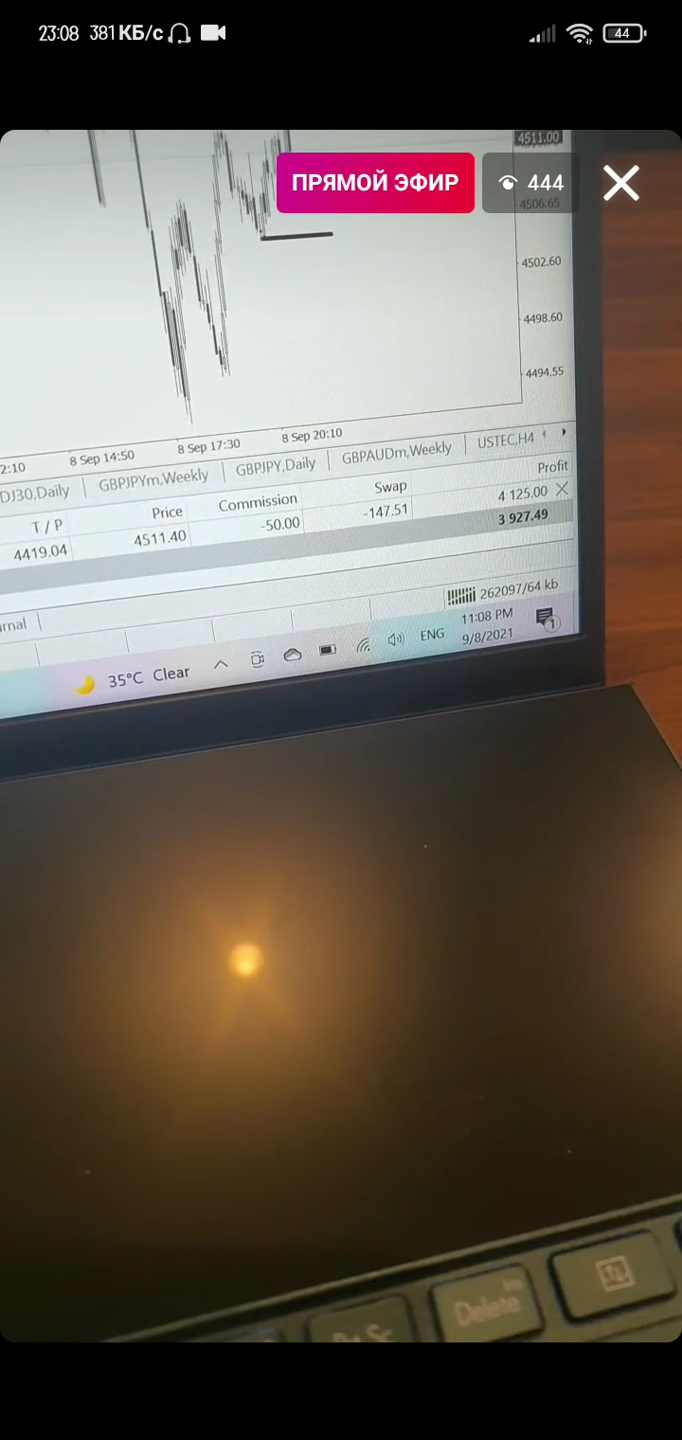 23:08 381КБ/с 44
4511.00
ПРЯМОЙ ЭФИР 444
4506.65
4502.60
4498.60
4494.55
2:10 8 Sep 14:50 8 Sep 17:30 8 Sep 20:10
DJ30,Daily GBPJPYm,Weekly GBPJPY,Daily GBPAUDm,Weekly USTEC,H4
T / P Price Commission Swap Profit
4419.04 4511.40 -50.00 -147.51 4 125.00
3 927.49
rnal
262097/64 kb
35°C Clear ENG 11:08 PM
9/8/2021 1
Delete